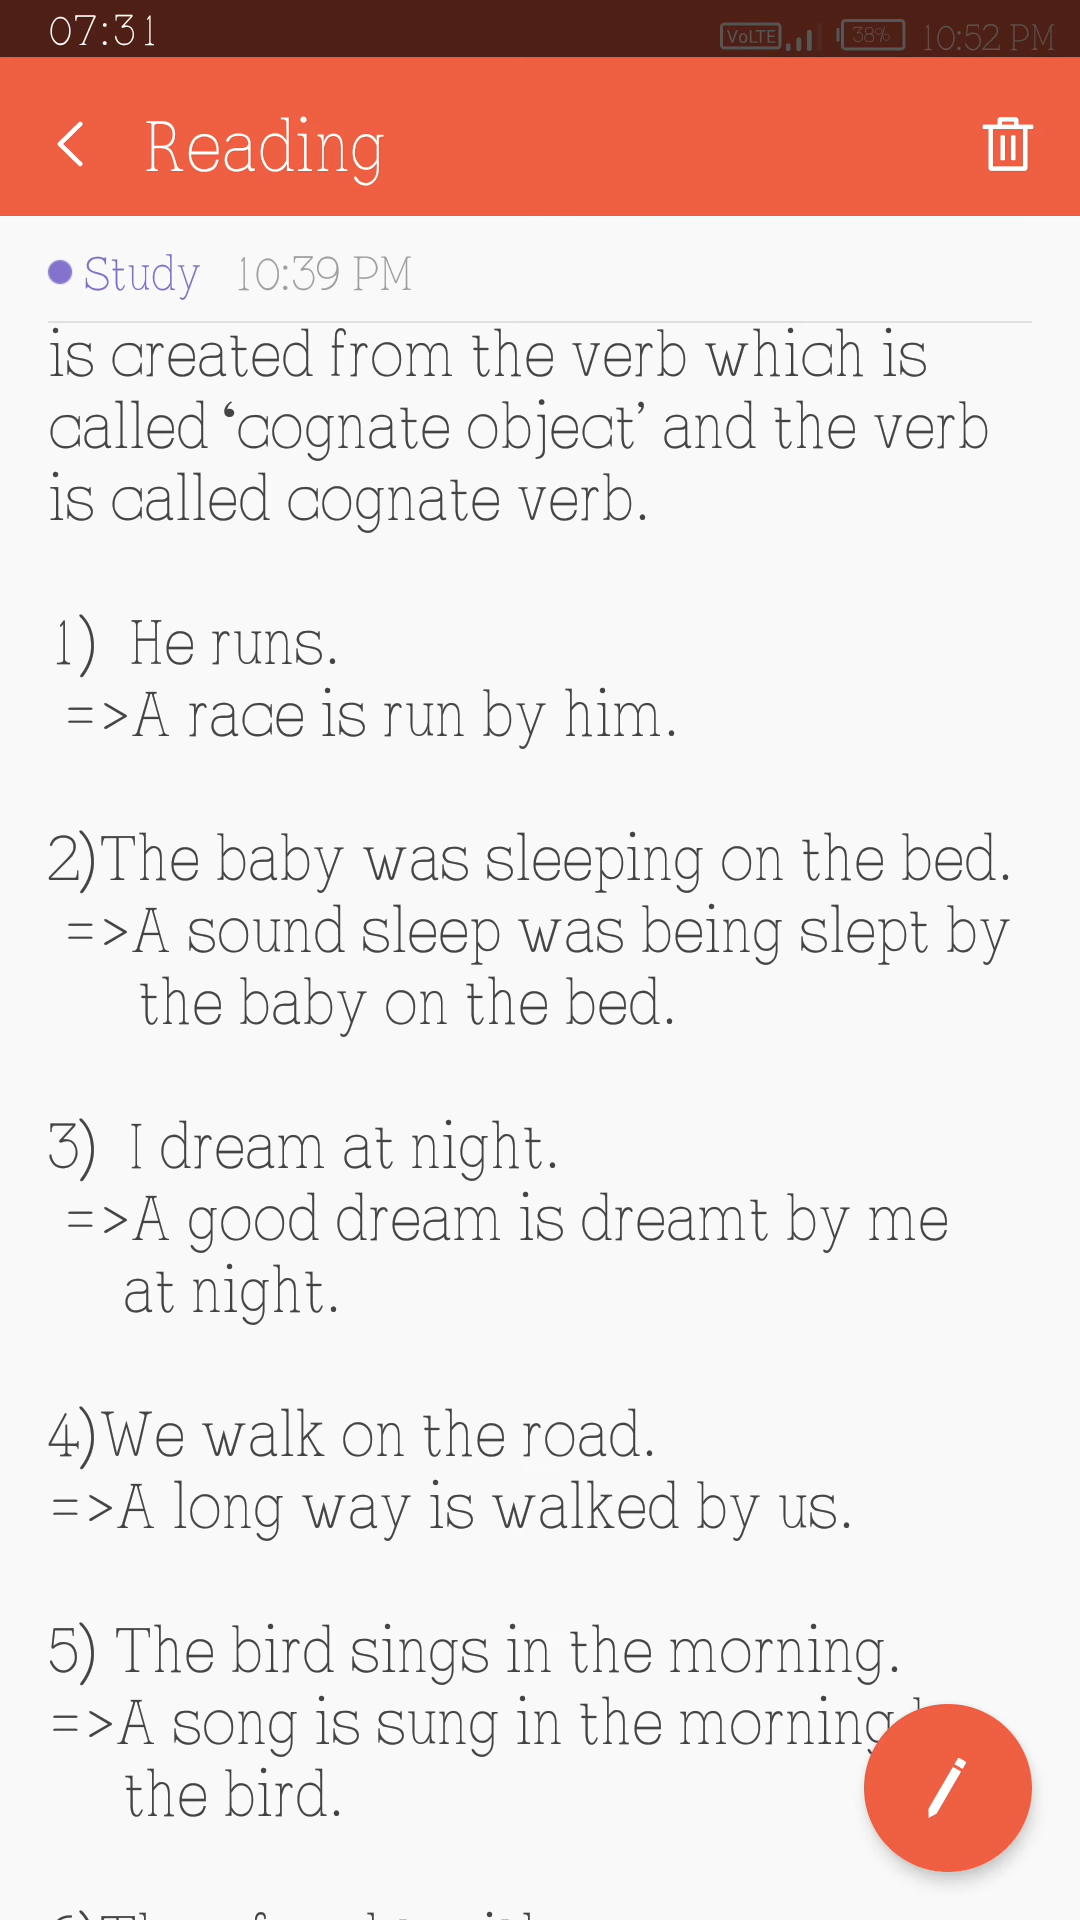 07:31 VoLTE 38% 10:52 PM
Reading
Study 10:39 PM
is created from the verb which is
called ‘cognate object’ and the verb
is called cognate verb.
1) He runs.
=>A race is run by him.
2)The baby was sleeping on the bed.
=>A sound sleep was being slept by
the baby on the bed.
3) I dream at night.
=>A good dream is dreamt by me
at night.
4)We walk on the road.
=>A long way is walked by us.
5) The bird sings in the morning.
=>A song is sung in the morning
the bird.